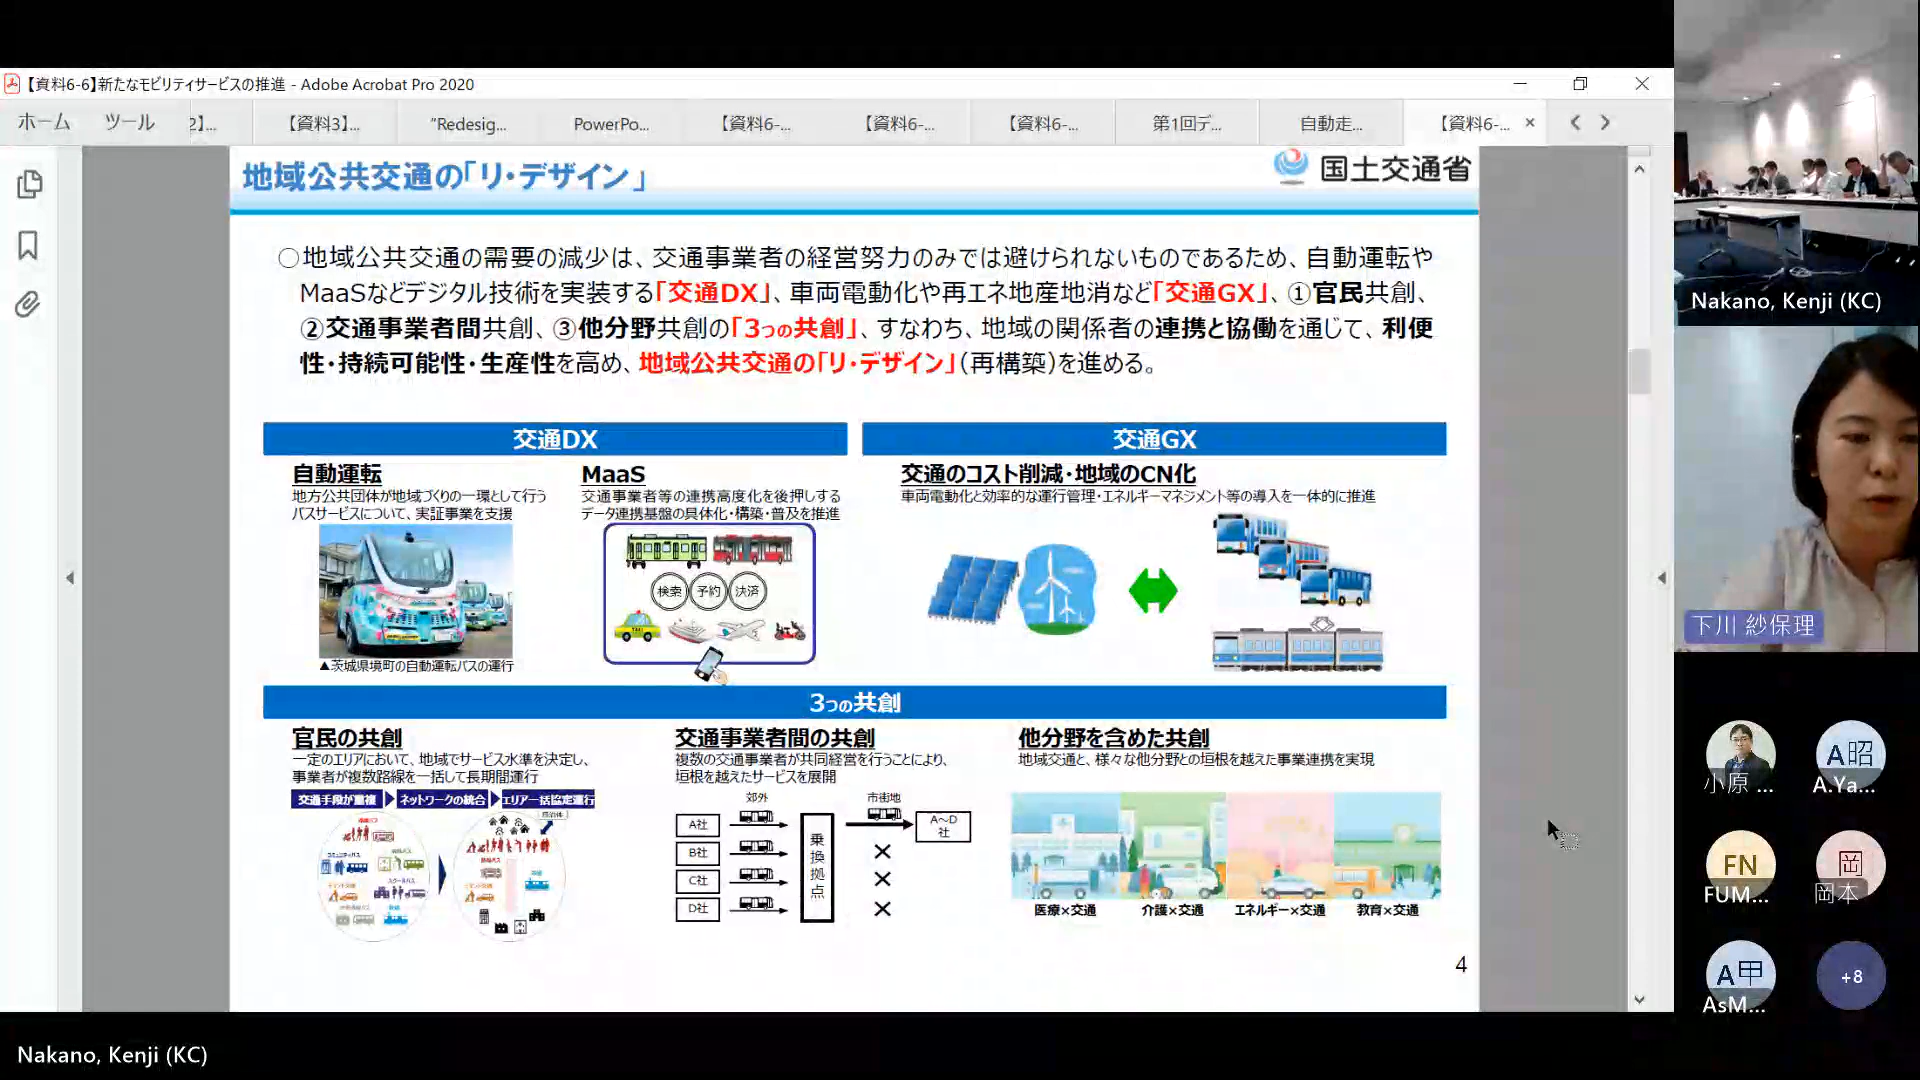 【資料6-6】新たなモビリティサービスの推進 - Adobe Acrobat Pro 2020
ホーム ツール 2】... 【資料3】... "Redesig... PowerPo... 【資料6-... 【資料6-... 【資料6-... 第1回デ... 自動走... 【資料6-...
地域公共交通の「リ・デザイン」
国土交通省
○地域公共交通の需要の減少は、交通事業者の経営努力のみでは避けられないものであるため、自動運転や
MaaSなどデジタル技術を実装する「交通DX」、車両電動化や再エネ地産地消など「交通GX」、①官民共創、
②交通事業者間共創、③他分野共創の「3つの共創」、すなわち、地域の関係者の連携と協働を通じて、利便
性・持続可能性・生産性を高め、地域公共交通の「リ・デザイン」(再構築)を進める。
交通DX
自動運転
地方公共団体が地域づくりの一環として行う
バスサービスについて、実証事業を支援
▲茨城県境町の自動運転バスの運行
MaaS
交通事業者等の連携高度化を後押しする
データ連携基盤の具体化・構築・普及を推進
検索 予約 決済
TAXI
交通GX
交通のコスト削減・地域のCN化
車両電動化と効率的な運行管理・エネルギーマネジメント等の導入を一体的に推進
3つの共創
官民の共創
一定のエリアにおいて、地域でサービス水準を決定し、
事業者が複数路線を一括して長期間運行
交通手段が重複 ネットワークの統合 エリア一括協定運行
自治体
コミュニティバス
スクールバス
交通事業者間の共創
複数の交通事業者が共同経営を行うことにより、
垣根を越えたサービスを展開
郊外 市街地
A社
B社
C社
D社
乗換拠点
A～D
社
他分野を含めた共創
地域交通と、様々な他分野との垣根を越えた事業連携を実現
医療×交通 介護×交通 エネルギー×交通 教育×交通
4
Nakano, Kenji (KC)
下川 紗保理
小原 ...
A昭
A.Ya...
FN
FUM...
岡
岡本
A甲
AsM...
+8
Nakano, Kenji (KC)